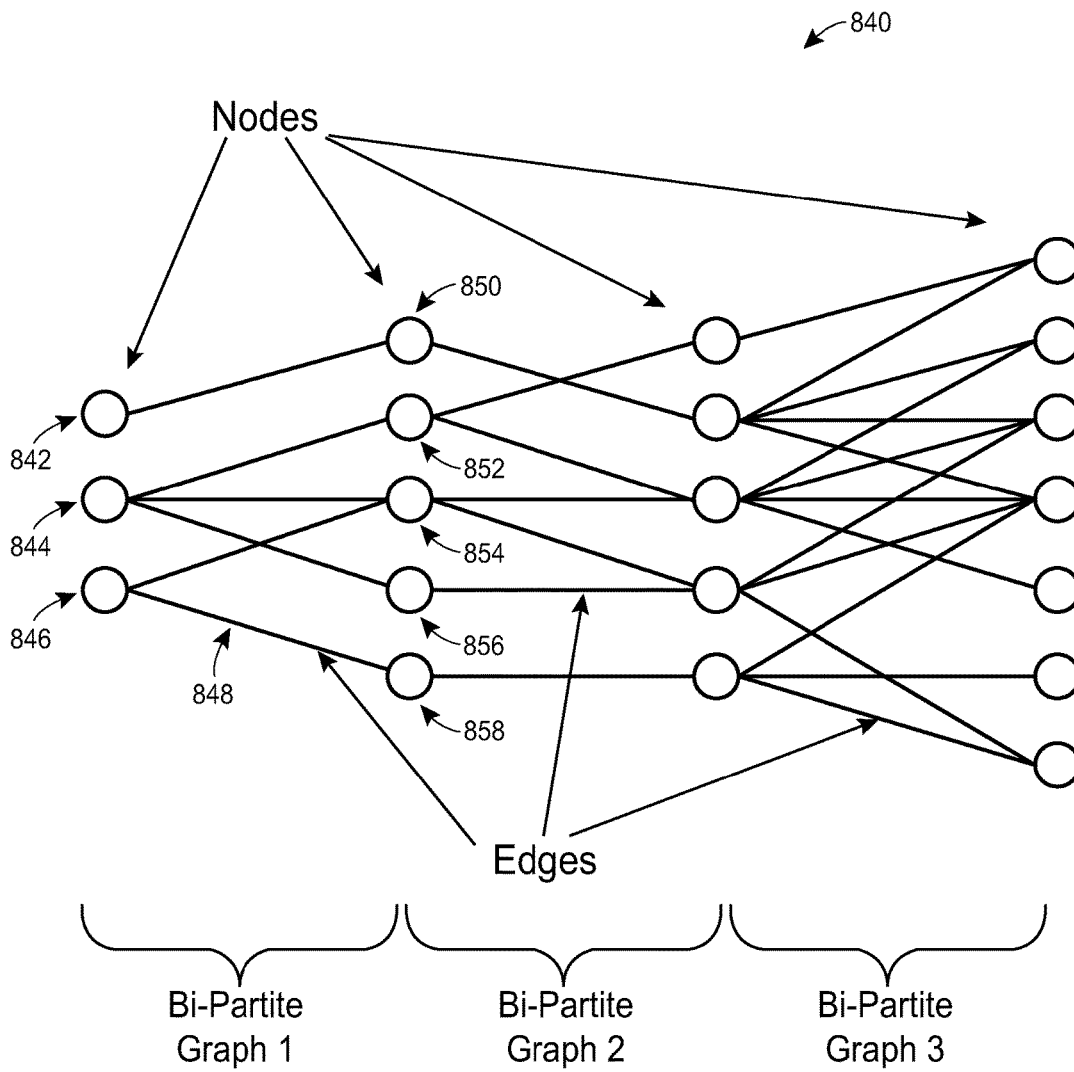 840
Nodes
850
842
852
844
854
846
856
848
858
Edges
Bi-Partite
Graph 1
Bi-Partite
Graph 2
Bi-Partite
Graph 3